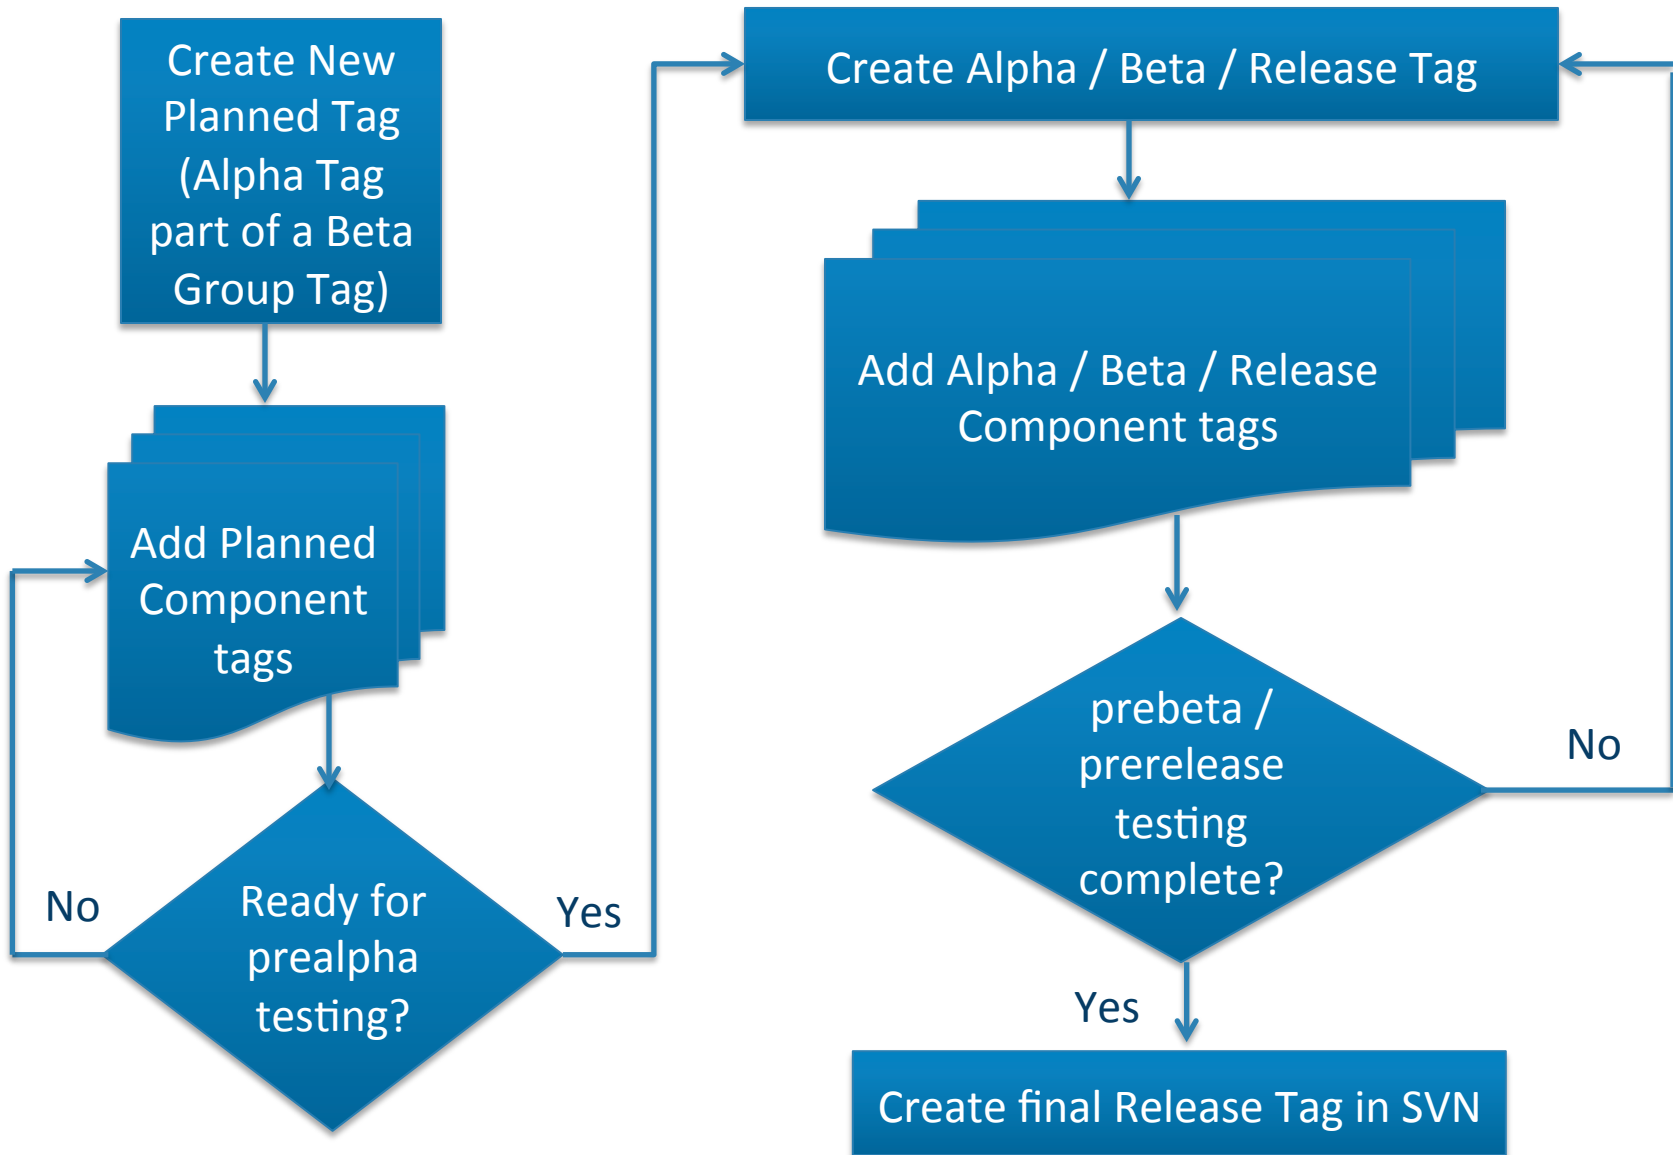 Create New
Planned Tag
(Alpha Tag
part of a Beta
Group Tag)
Add Planned
Component
tags
No
Ready for
prealpha
testing?
Yes
Create Alpha / Beta / Release Tag
Add Alpha / Beta / Release
Component tags
prebeta /
prerelease
testing
complete?
No
Yes
Create final Release Tag in SVN